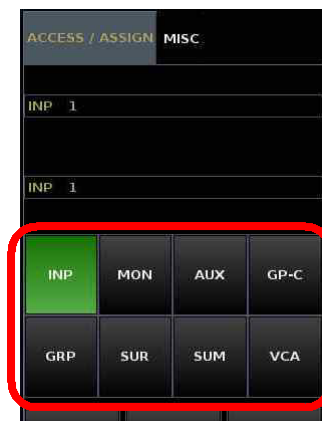 ACCESS / ASSIGN MISC
INP 1
INP 1
INP MON AUX GP-C
GRP SUR SUM VCA